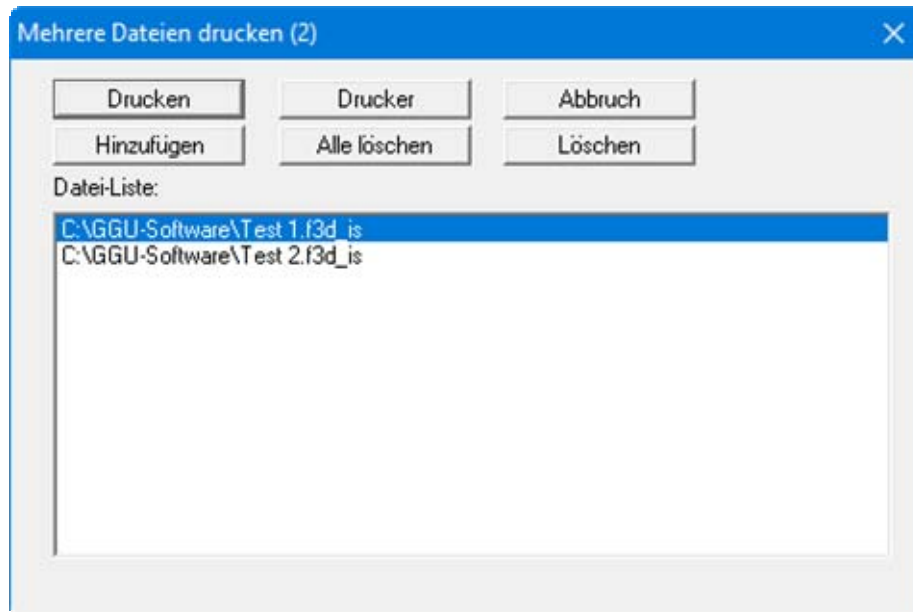 Mehrere Dateien drucken (2)
Drucken Drucker Abbruch
Hinzufügen Alle löschen Löschen
Datei-Liste:
C:\GGU-Software\Test 1.f3d_is
C:\GGU-Software\Test 2.f3d_is